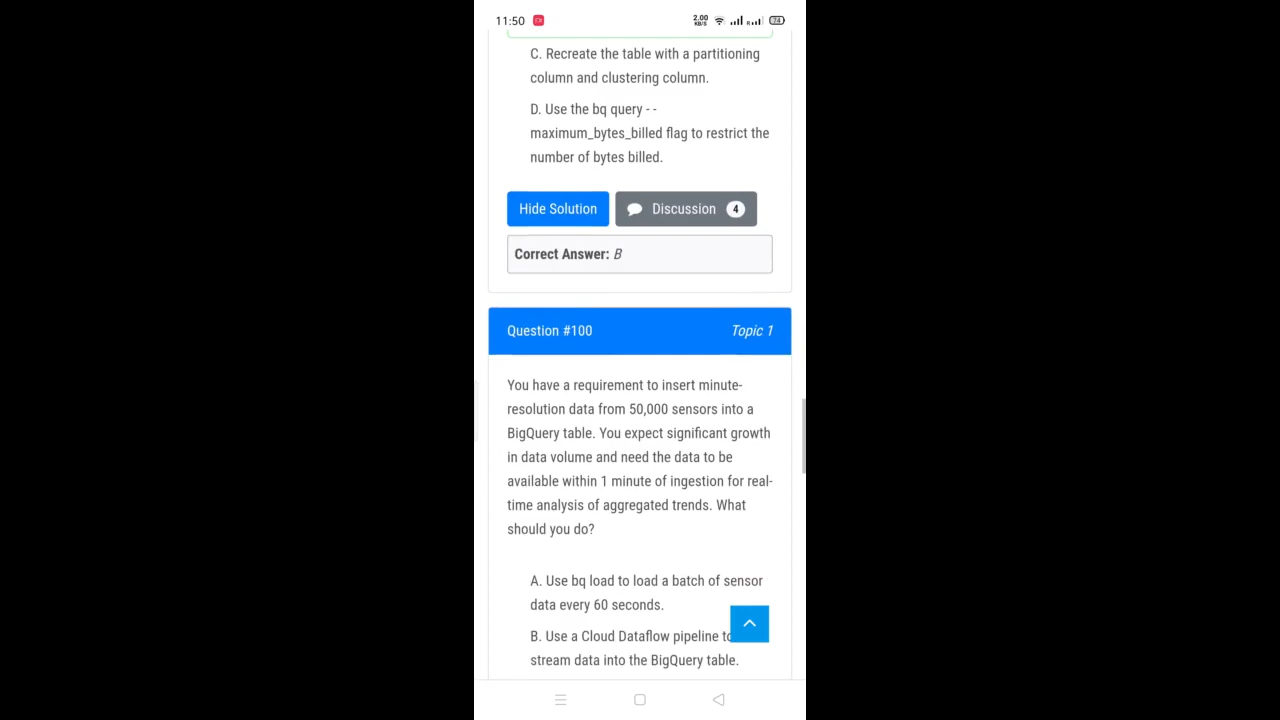 11:50
2.00
KB/S
R
74
C. Recreate the table with a partitioning
column and clustering column.
D. Use the bq query - -
maximum_bytes_billed flag to restrict the
number of bytes billed.
Hide Solution
Discussion 4
Correct Answer: B
Question #100
Topic 1
You have a requirement to insert minute-
resolution data from 50,000 sensors into a
BigQuery table. You expect significant growth
in data volume and need the data to be
available within 1 minute of ingestion for real-
time analysis of aggregated trends. What
should you do?
A. Use bq load to load a batch of sensor
data every 60 seconds.
B. Use a Cloud Dataflow pipeline to
stream data into the BigQuery table.